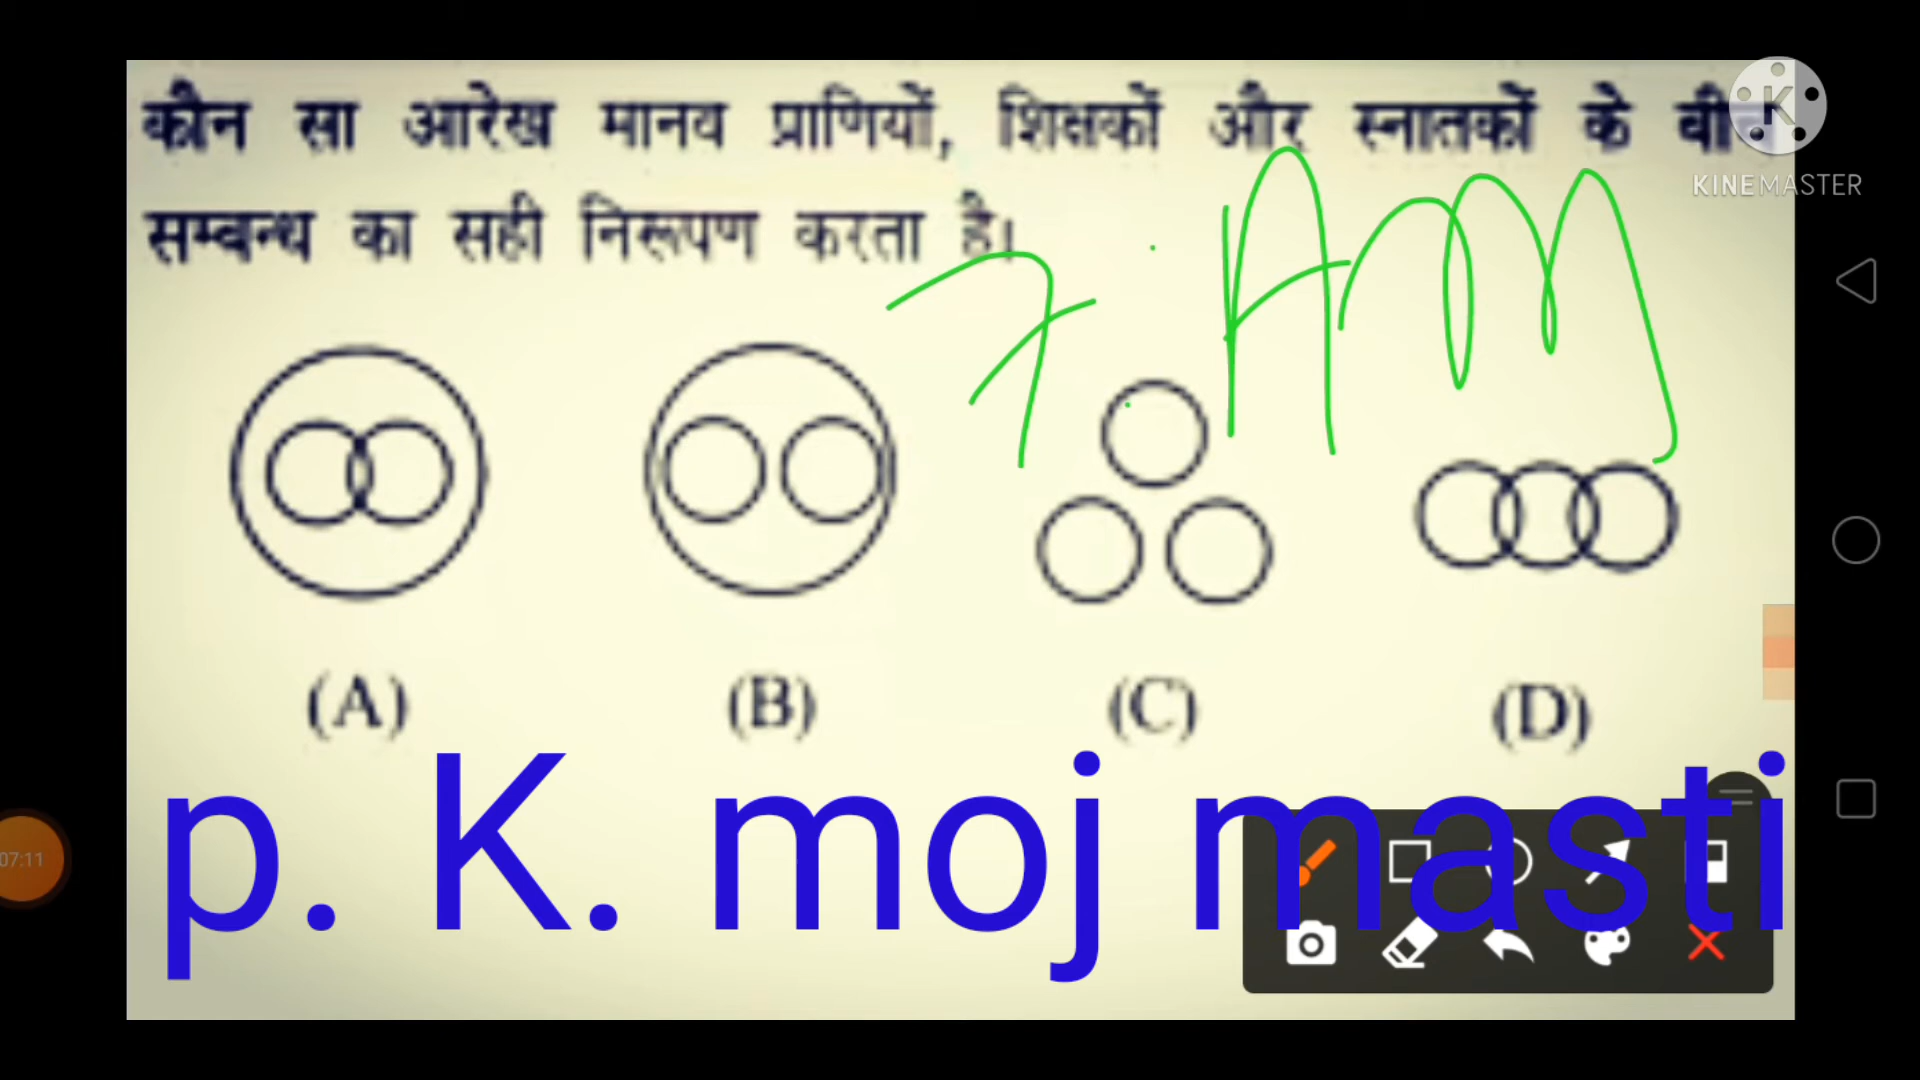 कौन सा आरेख मानव प्राणियों, शिक्षकों और स्नातकों के
सम्बन्ध का सही निरूपण करता है।
KINEMASTER
7 AM
(A) (B) (C) (D)
p. K. moj masti
07:11